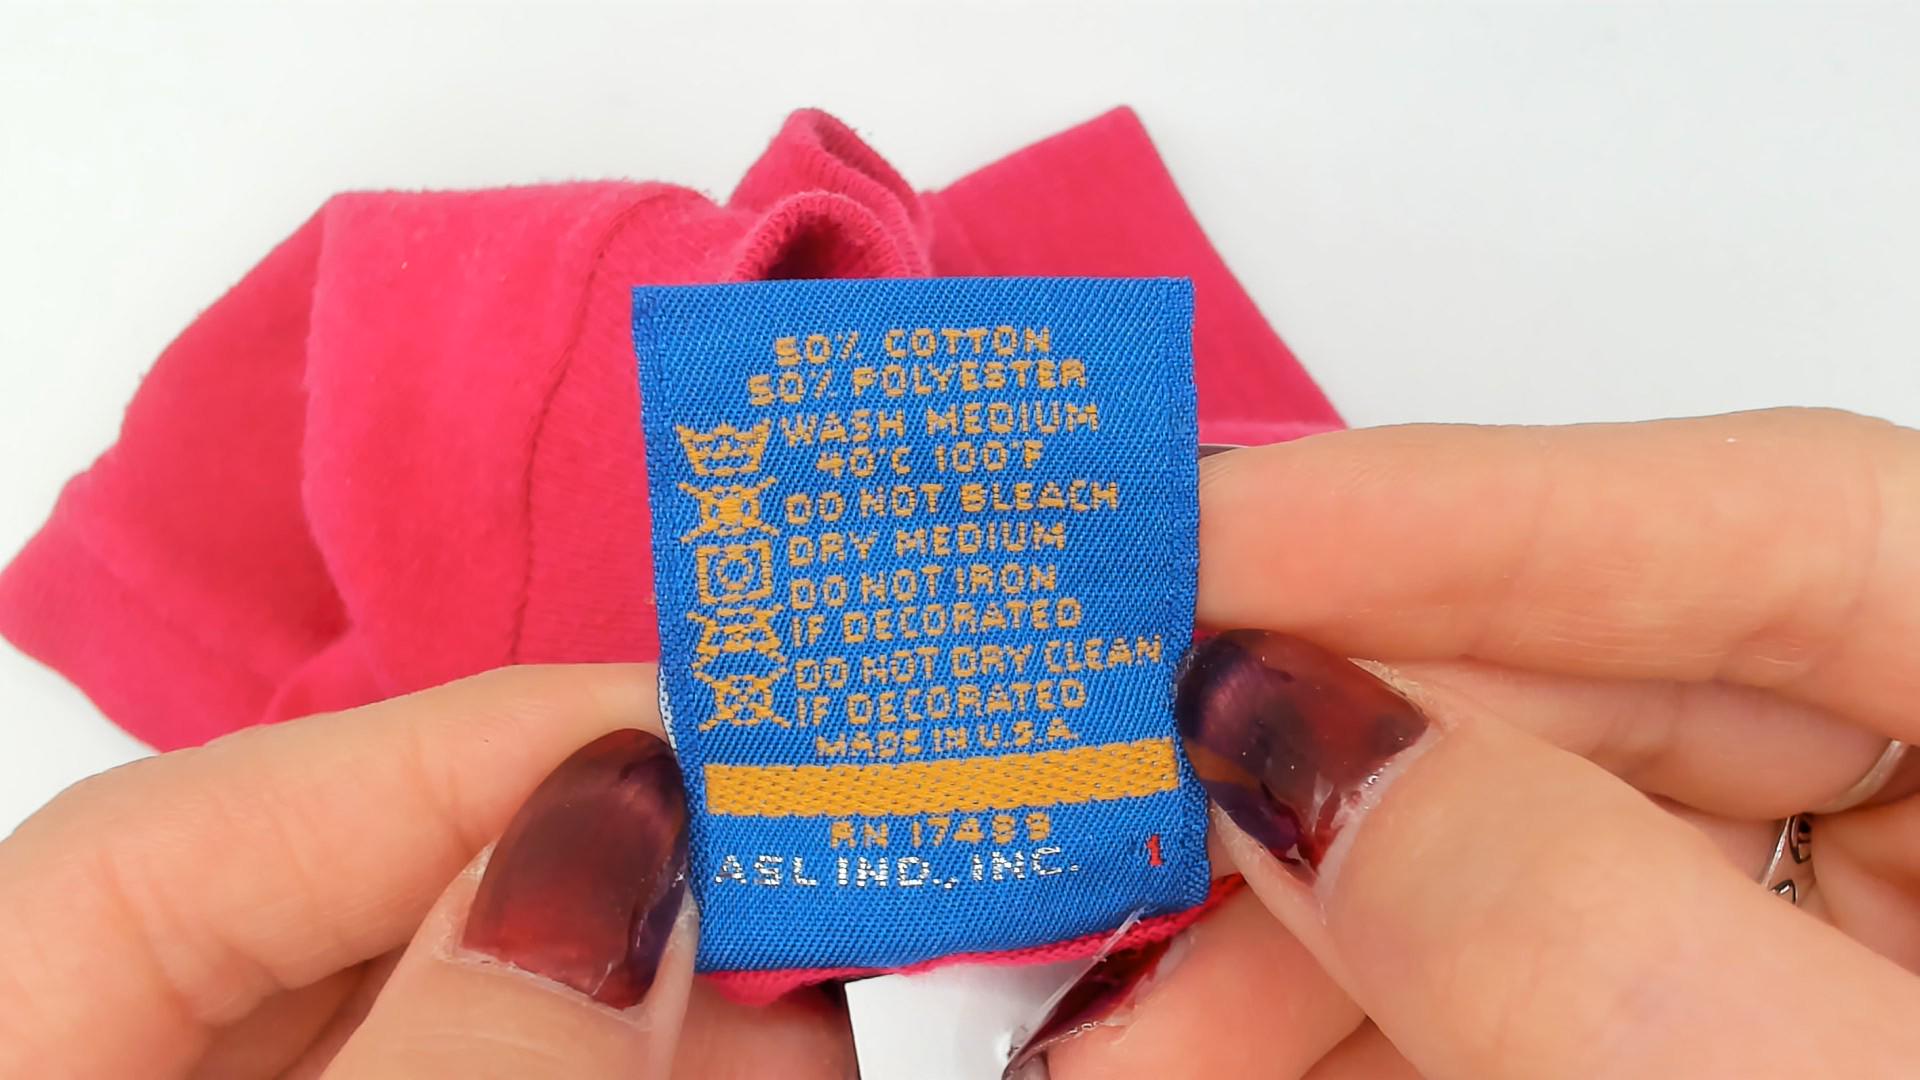 50% COTTON
50% POLYESTER
WASH MEDIUM
40°C 100°F
DO NOT BLEACH
DRY MEDIUM
DO NOT IRON
IF DECORATED
DO NOT DRY CLEAN
IF DECORATED
MADE IN U.S.A.
RN 17499
ASL IND., INC.
1